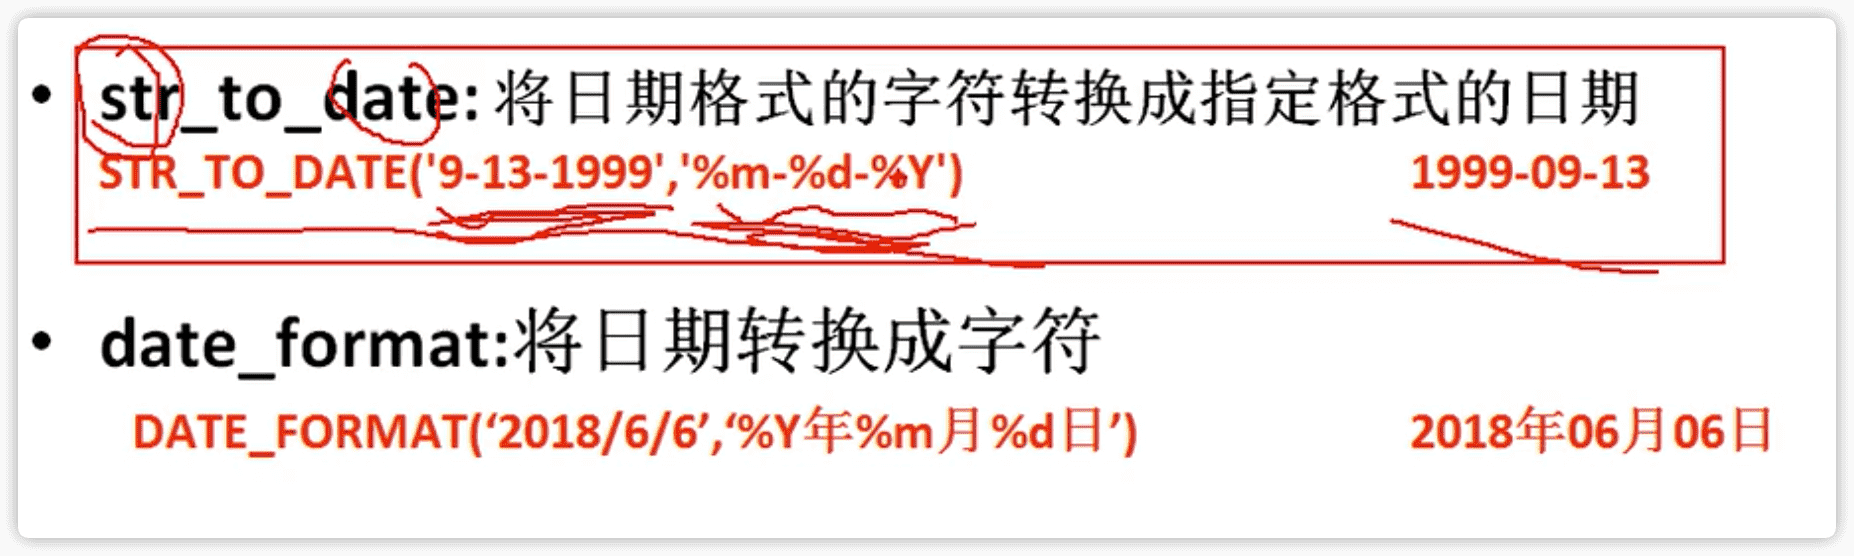 • str_to_date: 将日期格式的字符转换成指定格式的日期
STR_TO_DATE('9-13-1999','%m-%d-%Y') 1999-09-13
• date_format:将日期转换成字符
DATE_FORMAT(‘2018/6/6’,‘%Y年%m月%d日’) 2018年06月06日